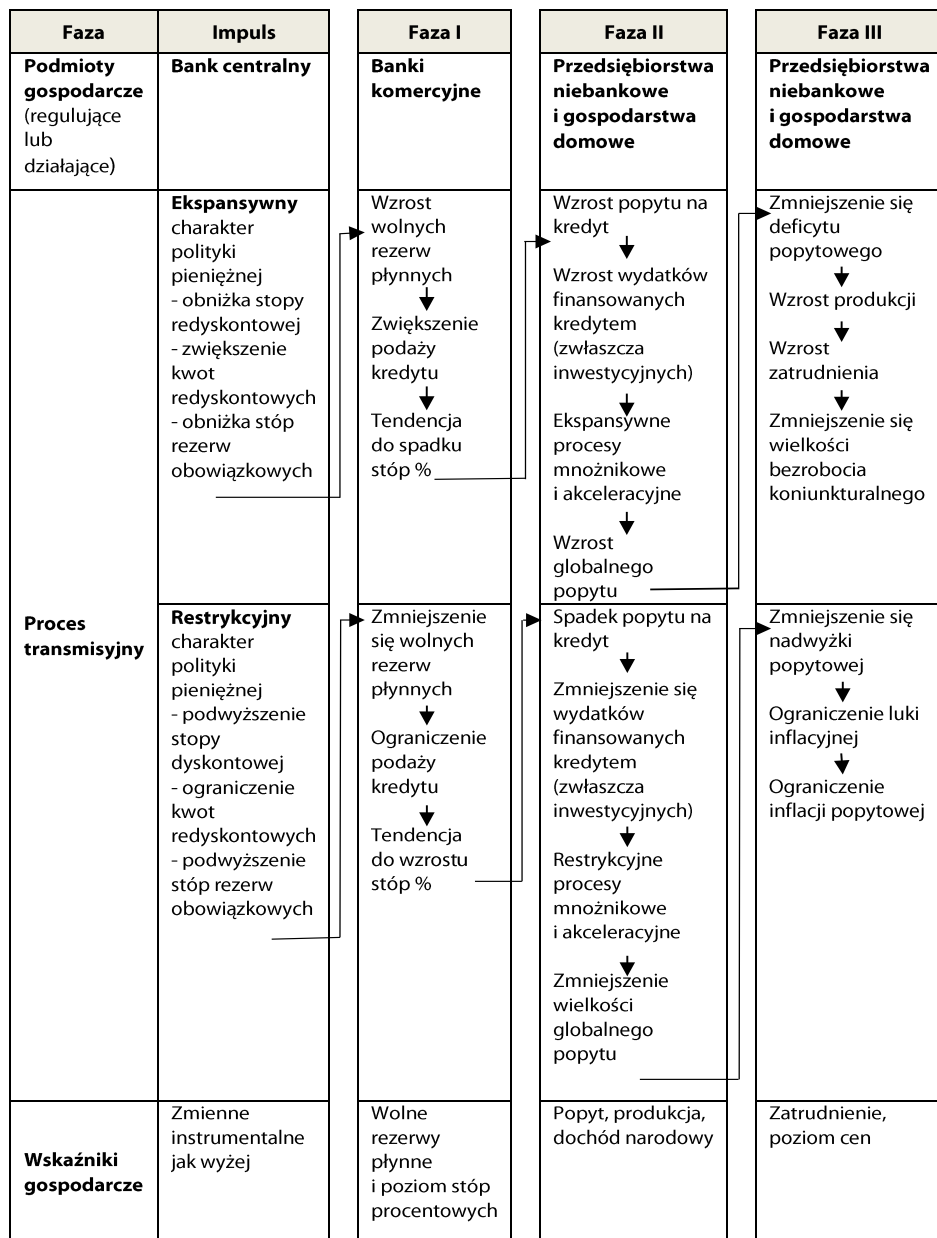 Faza
Impuls
Faza I
Faza II
Faza III
Podmioty
gospodarcze
(regulujące
lub
działające)
Bank centralny
Banki
komercyjne
Przedsiębiorstwa
niebankowe
i gospodarstwa
domowe
Przedsiębiorstwa
niebankowe
i gospodarstwa
domowe
Proces
transmisyjny
Ekspansywny
charakter
polityki
pieniężnej
- obniżka stopy
redyskontowej
- zwiększenie
kwot
redyskontowych
- obniżka stóp
rezerw
obowiązkowych
Wzrost
wolnych
rezerw
płynnych
Zwiększenie
podaży
kredytu
Tendencja
do spadku
stóp %
Wzrost popytu na
kredyt
Wzrost wydatków
finansowanych
kredytem
(zwłaszcza
inwestycyjnych)
Ekspansywne
procesy
mnożnikowe
i akceleracyjne
Wzrost
globalnego
popytu
Zmniejszenie się
deficytu
popytowego
Wzrost produkcji
Wzrost
zatrudnienia
Zmniejszenie się
wielkości
bezrobocia
koniunkturalnego
Restrykcyjny
charakter
polityki
pieniężnej
- podwyższenie
stopy
dyskontowej
- ograniczenie
kwot
redyskontowych
- podwyższenie
stóp rezerw
obowiązkowych
Zmniejszenie
się wolnych
rezerw
płynnych
Ograniczenie
podaży
kredytu
Tendencja
do wzrostu
stóp %
Spadek popytu na
kredyt
Zmniejszenie się
wydatków
finansowanych
kredytem
(zwłaszcza
inwestycyjnych)
Restrykcyjne
procesy
mnożnikowe
i akceleracyjne
Zmniejszenie
wielkości
globalnego
popytu
Zmniejszenie się
nadwyżki
popytowej
Ograniczenie luki
inflacyjnej
Ograniczenie
inflacji popytowej
Wskaźniki
gospodarcze
Zmienne
instrumentalne
jak wyżej
Wolne
rezerwy
płynne
i poziom stóp
procentowych
Popyt, produkcja,
dochód narodowy
Zatrudnienie,
poziom cen